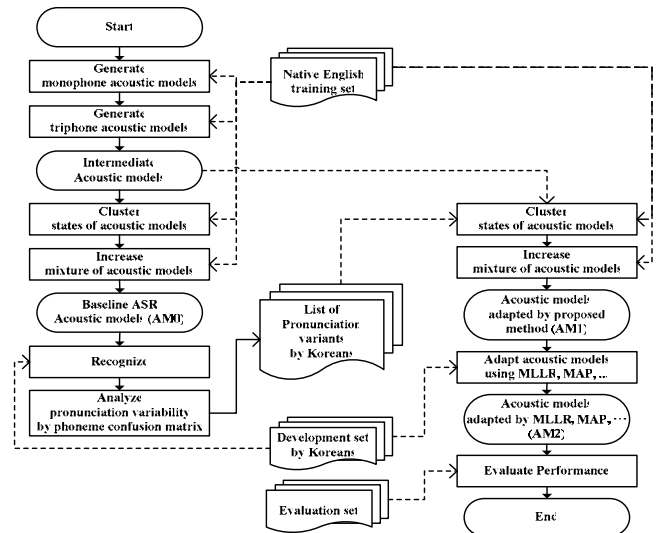 Start
Generate
monophone acoustic models
Generate
triphone acoustic models
Intermediate
Acoustic models
Cluster
states of acoustic models
Increase
mixture of acoustic models
Baseline ASR
Acoustic models (AM0)
Recognize
Analyze
pronunciation variability
by phoneme confusion matrix
Native English
training set
List of
Pronunciation
variants
by Koreans
Development set
by Koreans
Evaluation set
Cluster
states of acoustic models
Increase
mixture of acoustic models
Acoustic models
adapted by proposed
method (AM1)
Adapt acoustic models
using MLLR, MAP, ...
Acoustic models
adapted by MLLR, MAP, ···
(AM2)
Evaluate Performance
End